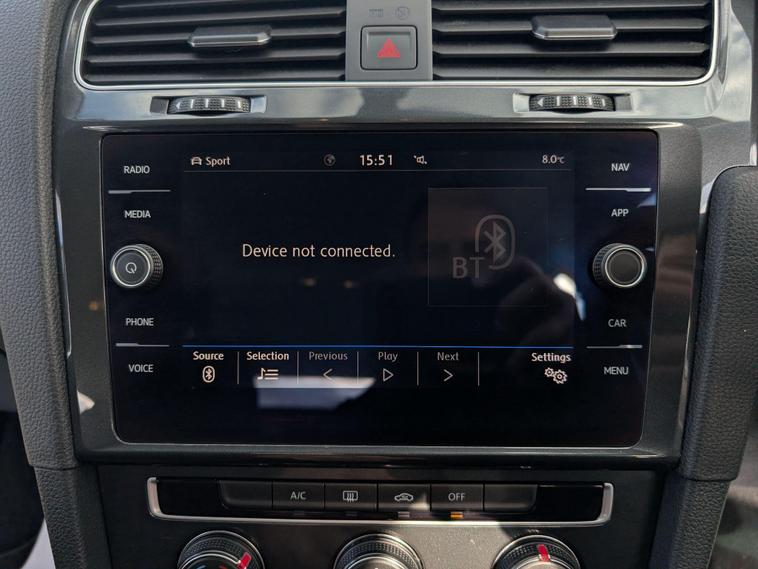 RADIO
MEDIA
PHONE
VOICE
Sport
15:51
8.0°C
Device not connected.
BT
Source
Selection
Previous
Play
Next
Settings
NAV
APP
CAR
MENU
A/C
OFF